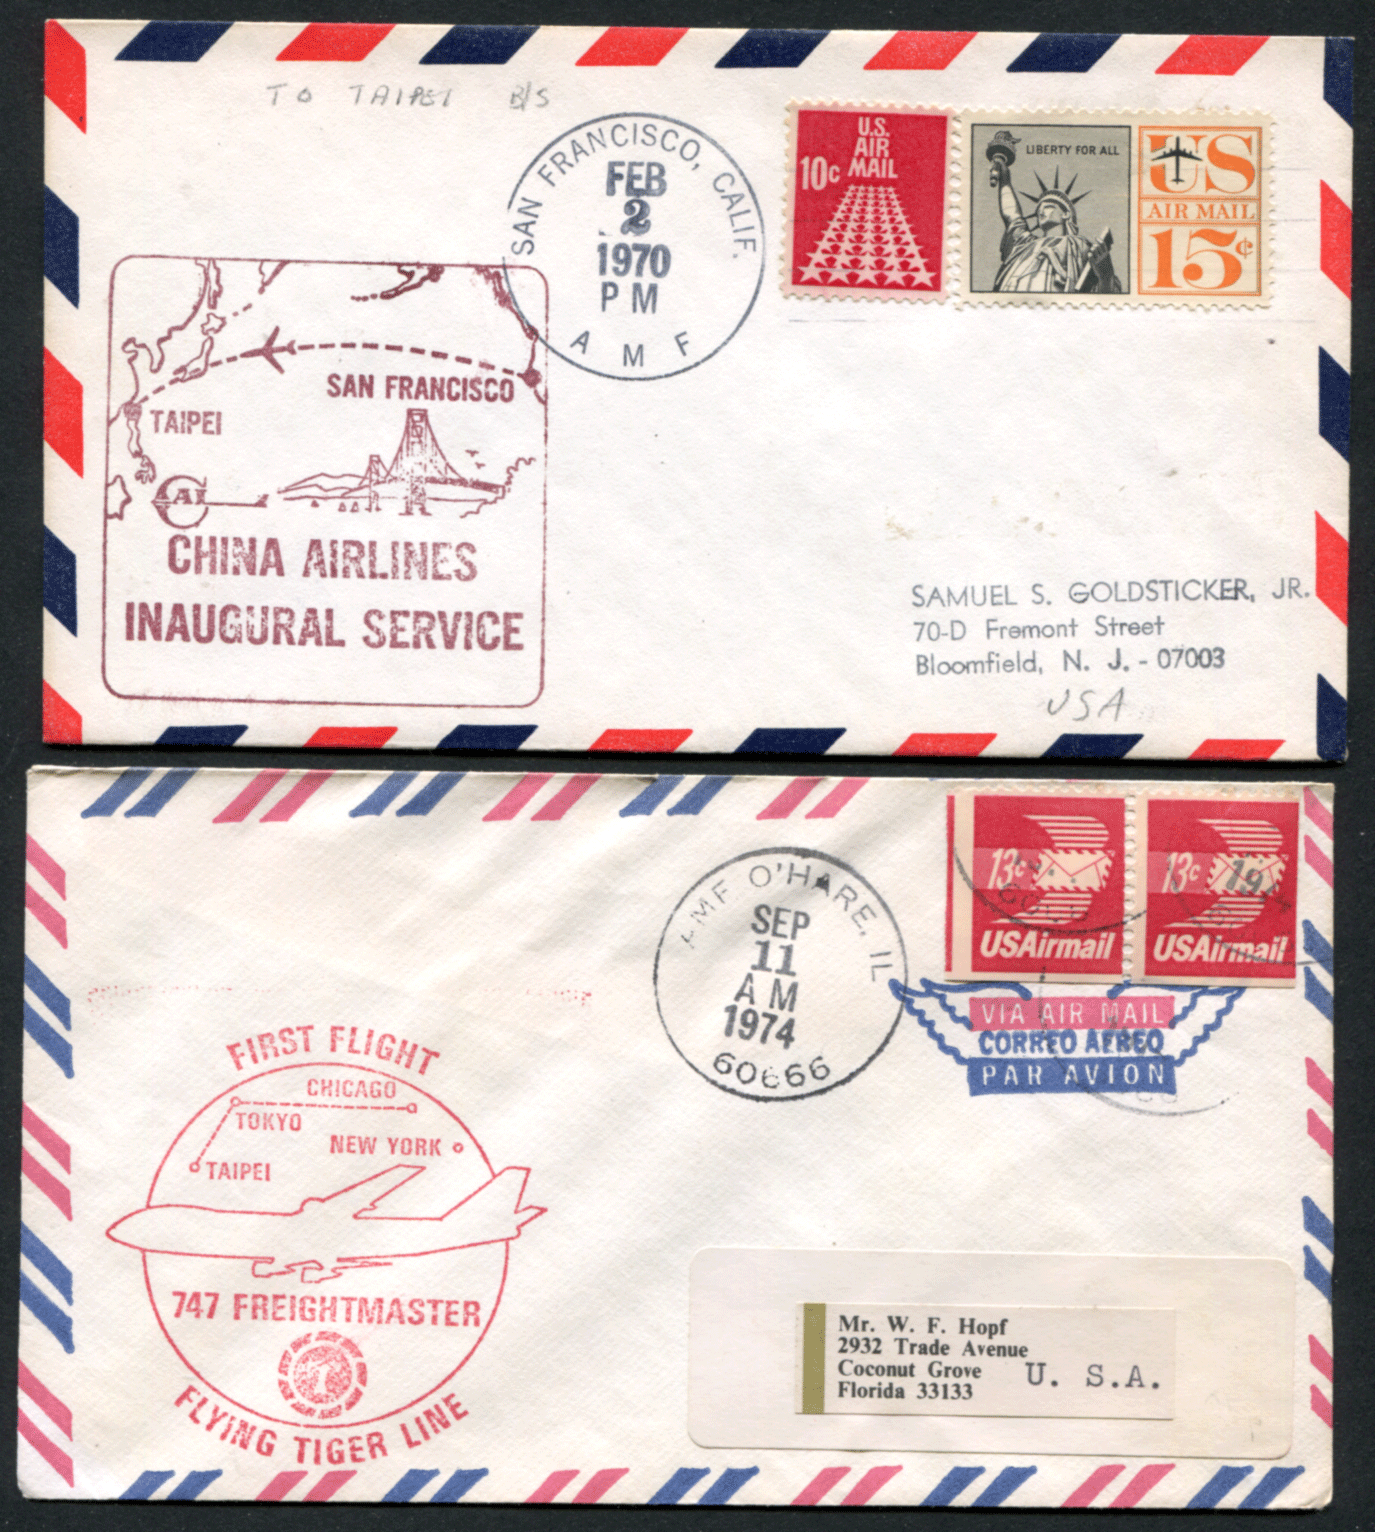 TO TAIPEI B/S
SAN FRANCISCO, CALIF.
FEB
2
1970
PM
AMF
U.S.
AIR
MAIL
10c
LIBERTY FOR ALL
US
AIR MAIL
15¢
SAN FRANCISCO
TAIPEI
CAL
CHINA AIRLINES
INAUGURAL SERVICE
SAMUEL S. GOLDSTICKER, JR.
70-D Fremont Street
Bloomfield, N. J. - 07003
USA
AMF O'HARE, IL
SEP
11
AM
1974
60666
13c
USAirmail
13c
USAirmail
VIA AIR MAIL
CORREO AEREO
PAR AVION
FIRST FLIGHT
CHICAGO
TOKYO
NEW YORK
TAIPEI
747 FREIGHTMASTER
FLYING TIGER LINE
Mr. W. F. Hopf
2932 Trade Avenue
Coconut Grove U. S.A.
Florida 33133